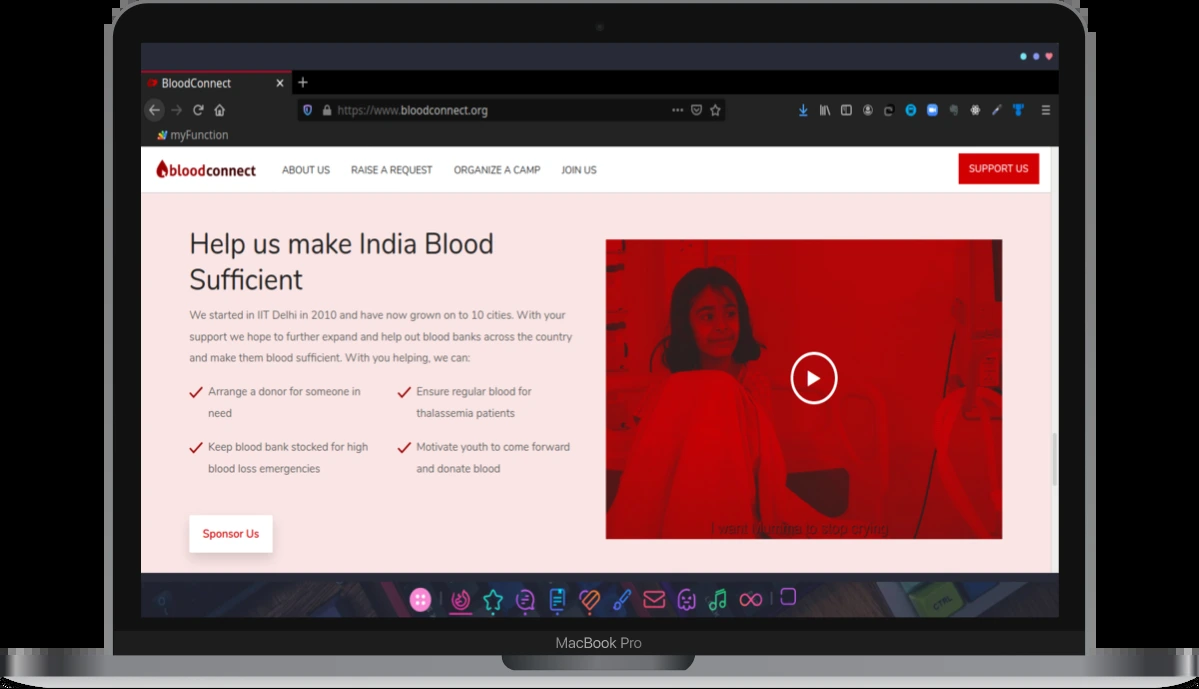 BloodConnect
https://www.bloodconnect.org
myFunction
bloodconnect ABOUT US RAISE A REQUEST ORGANIZE A CAMP JOIN US SUPPORT US
Help us make India Blood
Sufficient
We started in IIT Delhi in 2010 and have now grown on to 10 cities. With your
support we hope to further expand and help out blood banks across the country
and make them blood sufficient. With you helping, we can:
Arrange a donor for someone in
need
Ensure regular blood for
thalassemia patients
Keep blood bank stocked for high
blood loss emergencies
Motivate youth to come forward
and donate blood
Sponsor Us
I want to stop crying
CTRL
MacBook Pro